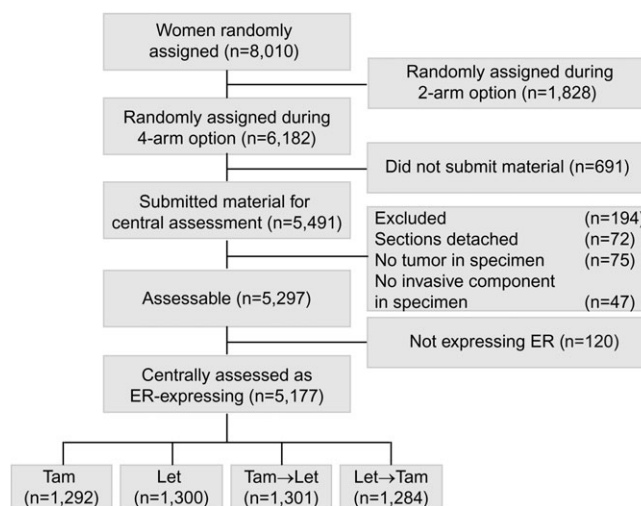 Women randomly
assigned (n=8,010)
Randomly assigned during
2-arm option (n=1,828)
Randomly assigned during
4-arm option (n=6,182)
Did not submit material (n=691)
Submitted material for
central assessment (n=5,491)
Excluded (n=194)
Sections detached (n=72)
No tumor in specimen (n=75)
No invasive component
in specimen (n=47)
Assessable (n=5,297)
Not expressing ER (n=120)
Centrally assessed as
ER-expressing (n=5,177)
Tam
(n=1,292)
Let
(n=1,300)
Tam→Let
(n=1,301)
Let→Tam
(n=1,284)